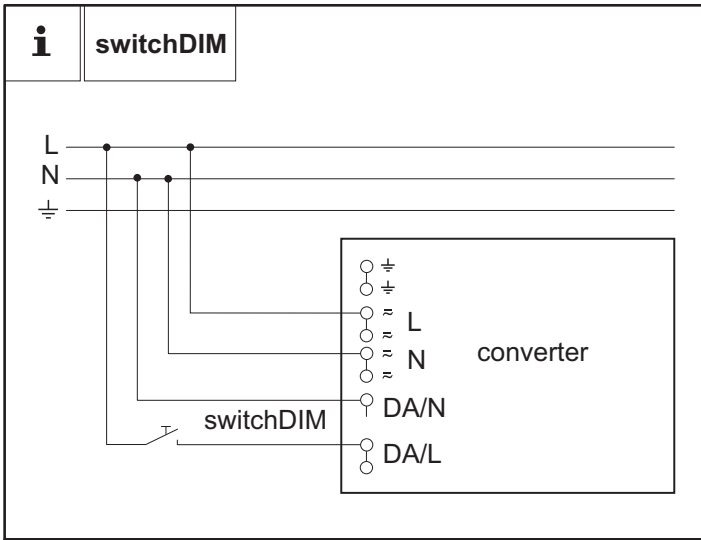 i switchDIM
L
N
L
N
converter
DA/N
switchDIM
DA/L